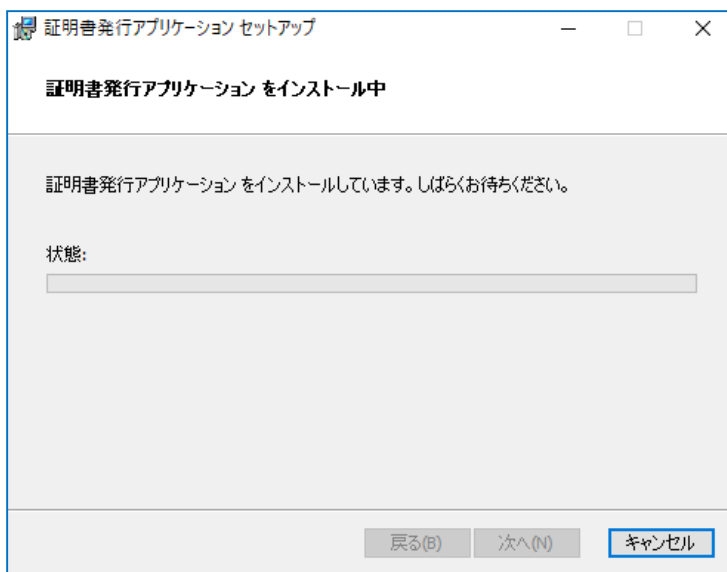 証明書発行アプリケーション セットアップ
証明書発行アプリケーション をインストール中
証明書発行アプリケーション をインストールしています。しばらくお待ちください。
状態:
戻る(B) 次へ(N) キャンセル